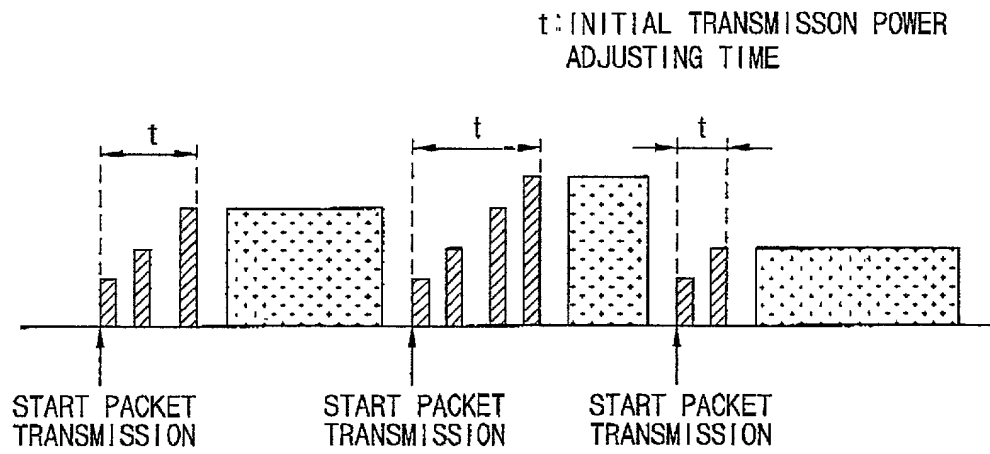 t:INITIAL TRANSMISSON POWER
ADJUSTING TIME
t
t
t
START PACKET
TRANSMISSION
START PACKET
TRANSMISSION
START PACKET
TRANSMISSION